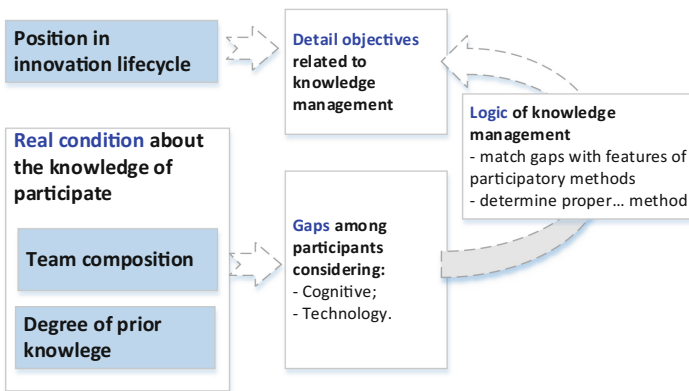 Position in
innovation lifecycle
Detail objectives
related to
knowledge
management
Logic of knowledge
management
- match gaps with features of
participatory methods
- determine proper... method
Real condition about
the knowledge of
participate
Team composition
Degree of prior
knowlege
Gaps among
participants
considering:
- Cognitive;
- Technology.